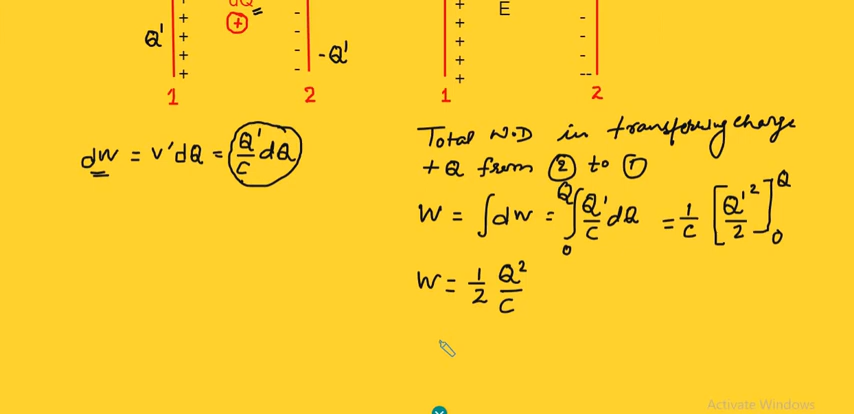 dQ
E
+ + + + +
Q' + - -Q'
1 2 1 2
dw = v'dQ = Q'/C dQ
Total W.D in transferring charge
+Q from ② to ①
W = ∫dw = ∫₀^Q Q'/C dQ = 1/C [Q'²/2]₀^Q
W = 1/2 Q²/C
Activate Windows